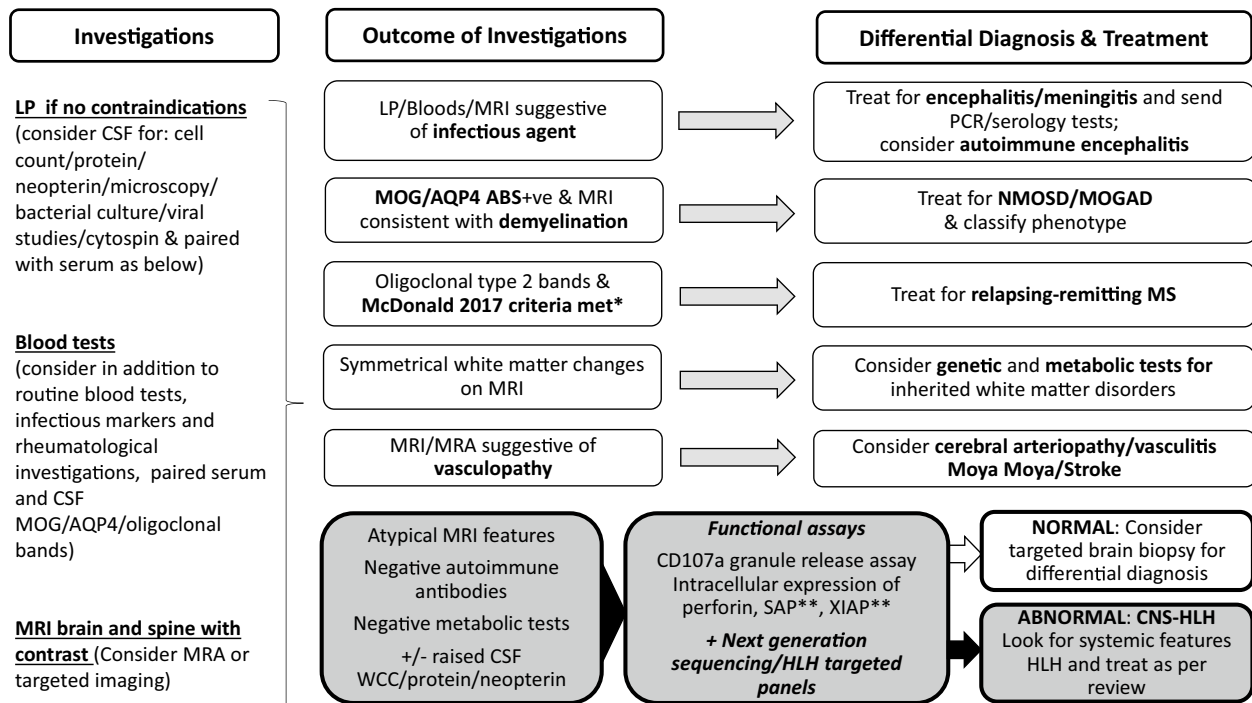 Investigations
Outcome of Investigations
Differential Diagnosis & Treatment
LP if no contraindications
(consider CSF for: cell
count/protein/
neopterin/microscopy/
bacterial culture/viral
studies/cytospin & paired
with serum as below)
Blood tests
(consider in addition to
routine blood tests,
infectious markers and
rheumatological
investigations, paired serum
and CSF
MOG/AQP4/oligoclonal
bands)
MRI brain and spine with
contrast (Consider MRA or
targeted imaging)
LP/Bloods/MRI suggestive
of infectious agent
Treat for encephalitis/meningitis and send
PCR/serology tests;
consider autoimmune encephalitis
MOG/AQP4 ABS+ve & MRI
consistent with demyelination
Treat for NMOSD/MOGAD
& classify phenotype
Oligoclonal type 2 bands &
McDonald 2017 criteria met*
Treat for relapsing-remitting MS
Symmetrical white matter changes
on MRI
Consider genetic and metabolic tests for
inherited white matter disorders
MRI/MRA suggestive of
vasculopathy
Consider cerebral arteriopathy/vasculitis
Moya Moya/Stroke
Atypical MRI features
Negative autoimmune
antibodies
Negative metabolic tests
+/- raised CSF
WCC/protein/neopterin
Functional assays
CD107a granule release assay
Intracellular expression of
perforin, SAP**, XIAP**
+ Next generation
sequencing/HLH targeted
panels
NORMAL: Consider
targeted brain biopsy for
differential diagnosis
ABNORMAL: CNS-HLH
Look for systemic features
HLH and treat as per
review